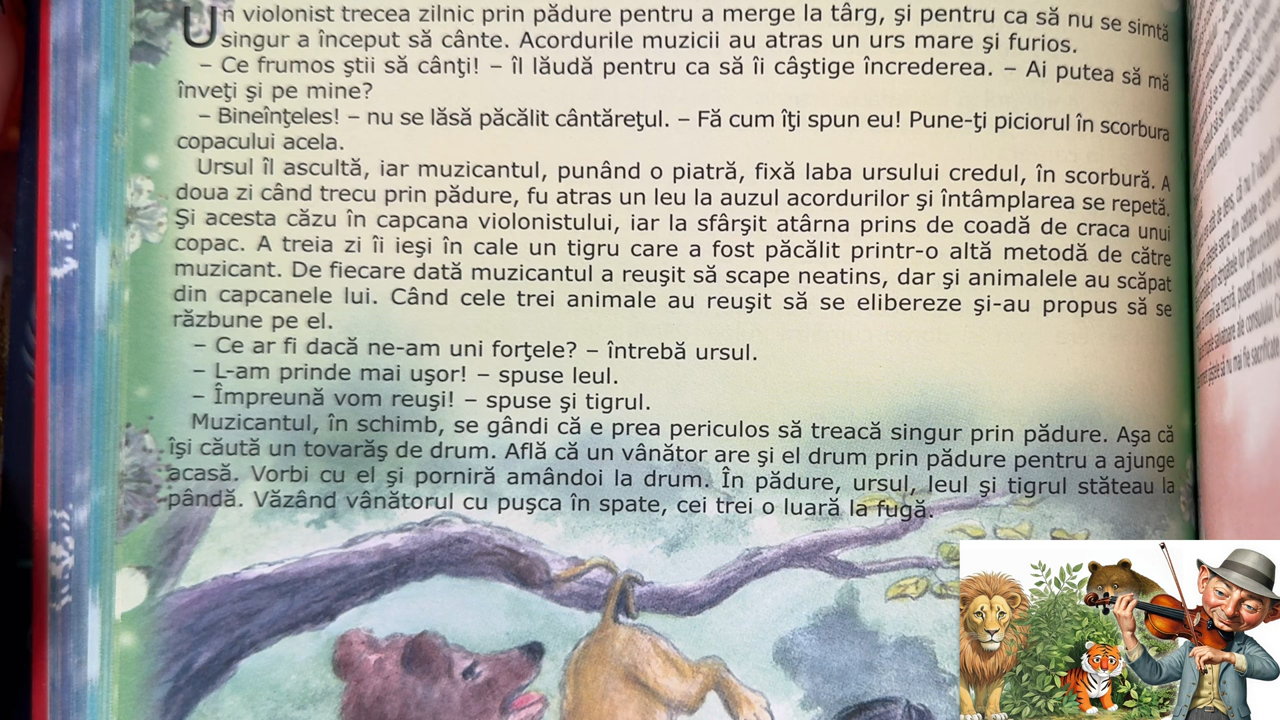 Un violonist trecea zilnic prin pădure pentru a merge la târg, şi pentru ca să nu se simtă
singur a început să cânte. Acordurile muzicii au atras un urs mare şi furios.
– Ce frumos ştii să cânţi! – îl lăudă pentru ca să îi câştige încrederea. – Ai putea să mă
înveţi şi pe mine?
– Bineînţeles! – nu se lăsă păcălit cântăreţul. – Fă cum îţi spun eu! Pune-ţi piciorul în scorbura
copacului acela.
Ursul îl ascultă, iar muzicantul, punând o piatră, fixă laba ursului credul, în scorbură. A
doua zi când trecu prin pădure, fu atras un leu la auzul acordurilor şi întâmplarea se repetă.
Şi acesta căzu în capcana violonistului, iar la sfârşit atârna prins de coadă de craca unui
copac. A treia zi îi ieşi în cale un tigru care a fost păcălit printr-o altă metodă de către
muzicant. De fiecare dată muzicantul a reuşit să scape neatins, dar şi animalele au scăpat
din capcanele lui. Când cele trei animale au reuşit să se elibereze şi-au propus să se
răzbune pe el.
– Ce ar fi dacă ne-am uni forţele? – întrebă ursul.
– L-am prinde mai uşor! – spuse leul.
– Împreună vom reuşi! – spuse şi tigrul.
Muzicantul, în schimb, se gândi că e prea periculos să treacă singur prin pădure. Aşa că
îşi căută un tovarăş de drum. Află că un vânător are şi el drum prin pădure pentru a ajunge
acasă. Vorbi cu el şi porniră amândoi la drum. În pădure, ursul, leul şi tigrul stăteau la
pândă. Văzând vânătorul cu puşca în spate, cei trei o luară la fugă.